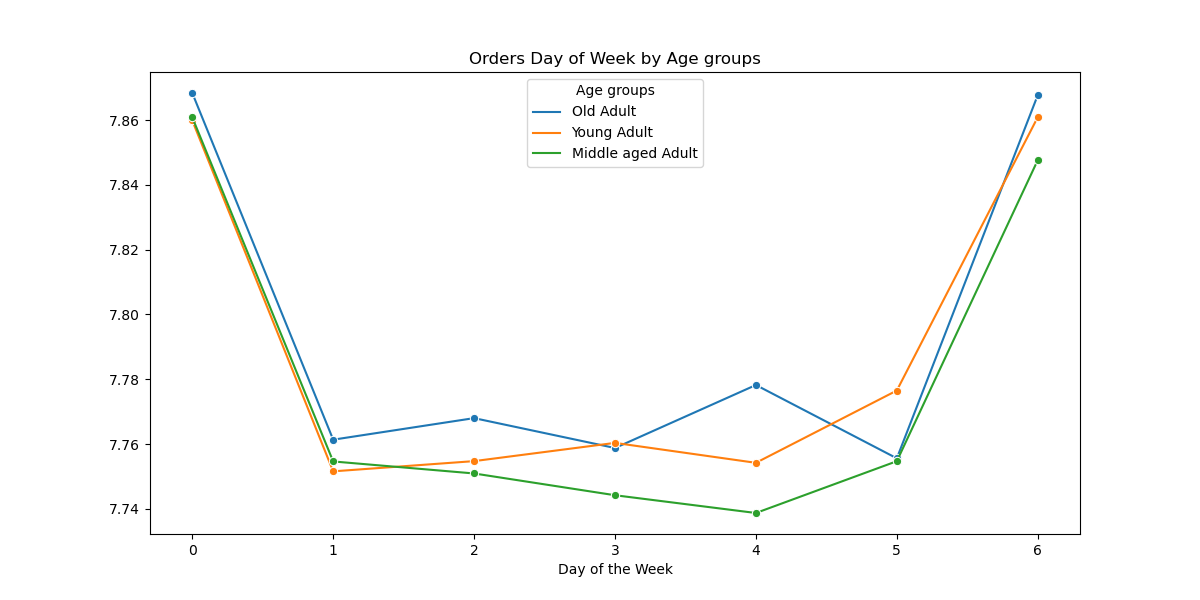 Orders Day of Week by Age groups
Age groups
Old Adult
Young Adult
Middle aged Adult
7.86
7.84
7.82
7.80
7.78
7.76
7.74
0 1 2 3 4 5 6
Day of the Week